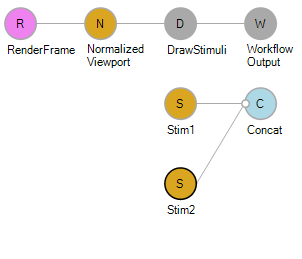 R
N
D
W
RenderFrame
Normalized
Viewport
DrawStimuli
Workflow
Output
S
C
Stim1
Concat
S
Stim2